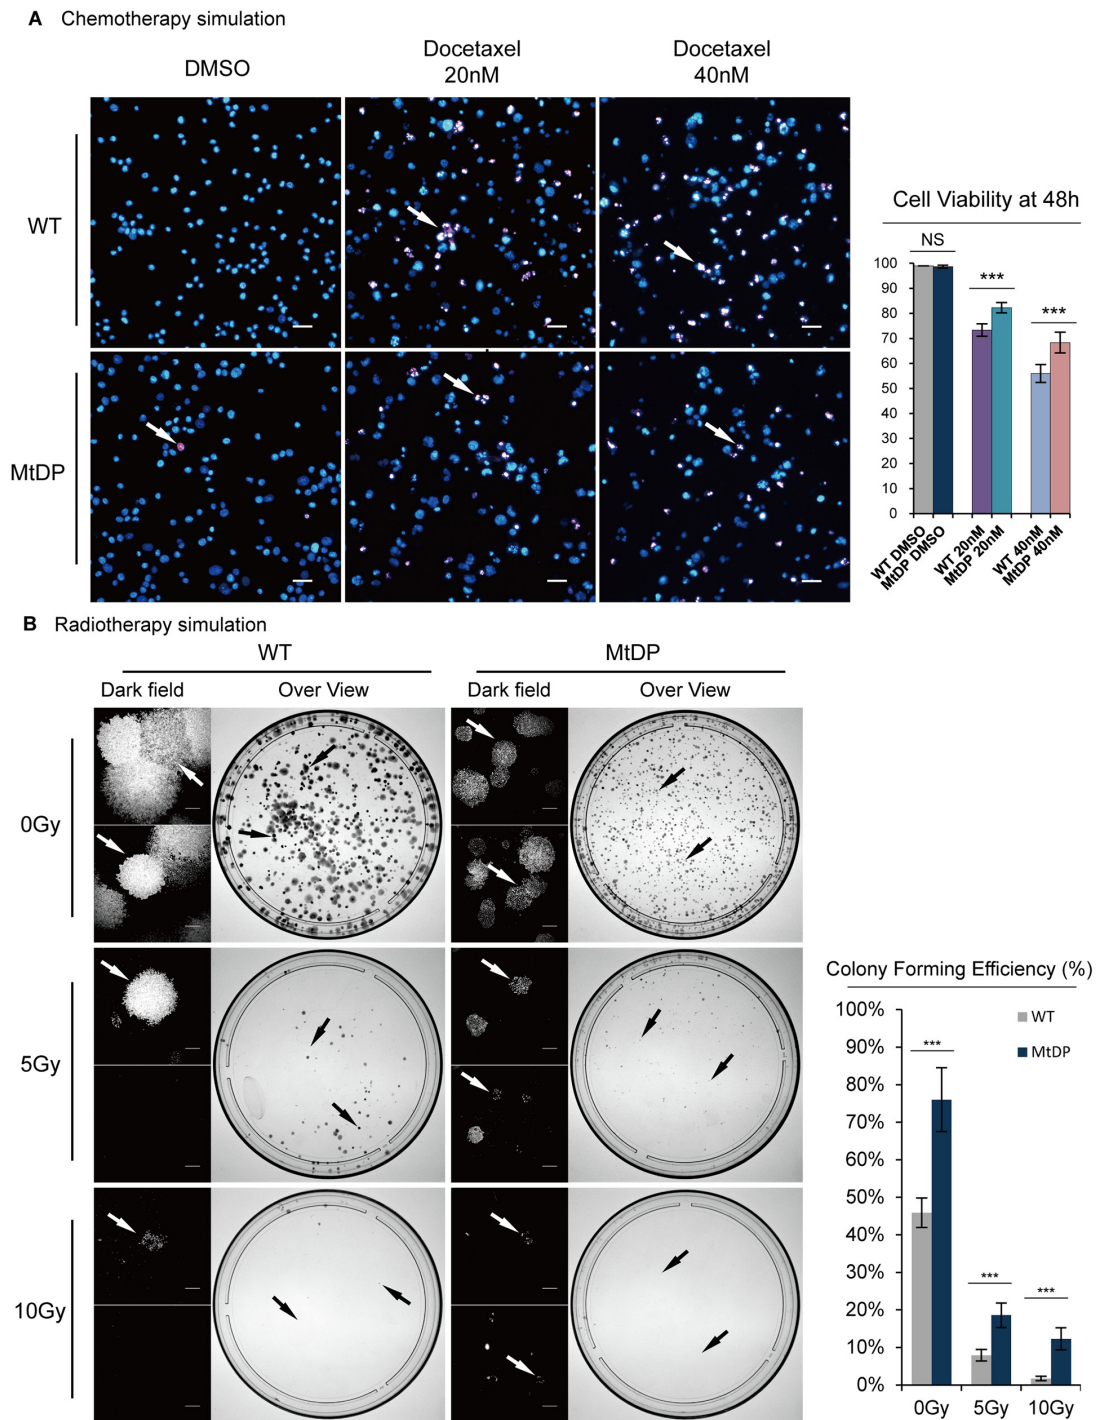 A Chemotherapy simulation
DMSO
Docetaxel
20nM
Docetaxel
40nM
WT
MtDP
Cell Viability at 48h
NS
***
***
100
90
80
70
60
50
40
30
20
10
0
WT DMSO
MtDP DMSO
WT 20nM
MtDP 20nM
WT 40nM
MtDP 40nM
B Radiotherapy simulation
WT
MtDP
Dark field
Over View
Dark field
Over View
0Gy
5Gy
10Gy
Colony Forming Efficiency (%)
100%
90%
80%
70%
60%
50%
40%
30%
20%
10%
0%
WT
MtDP
***
***
***
0Gy
5Gy
10Gy